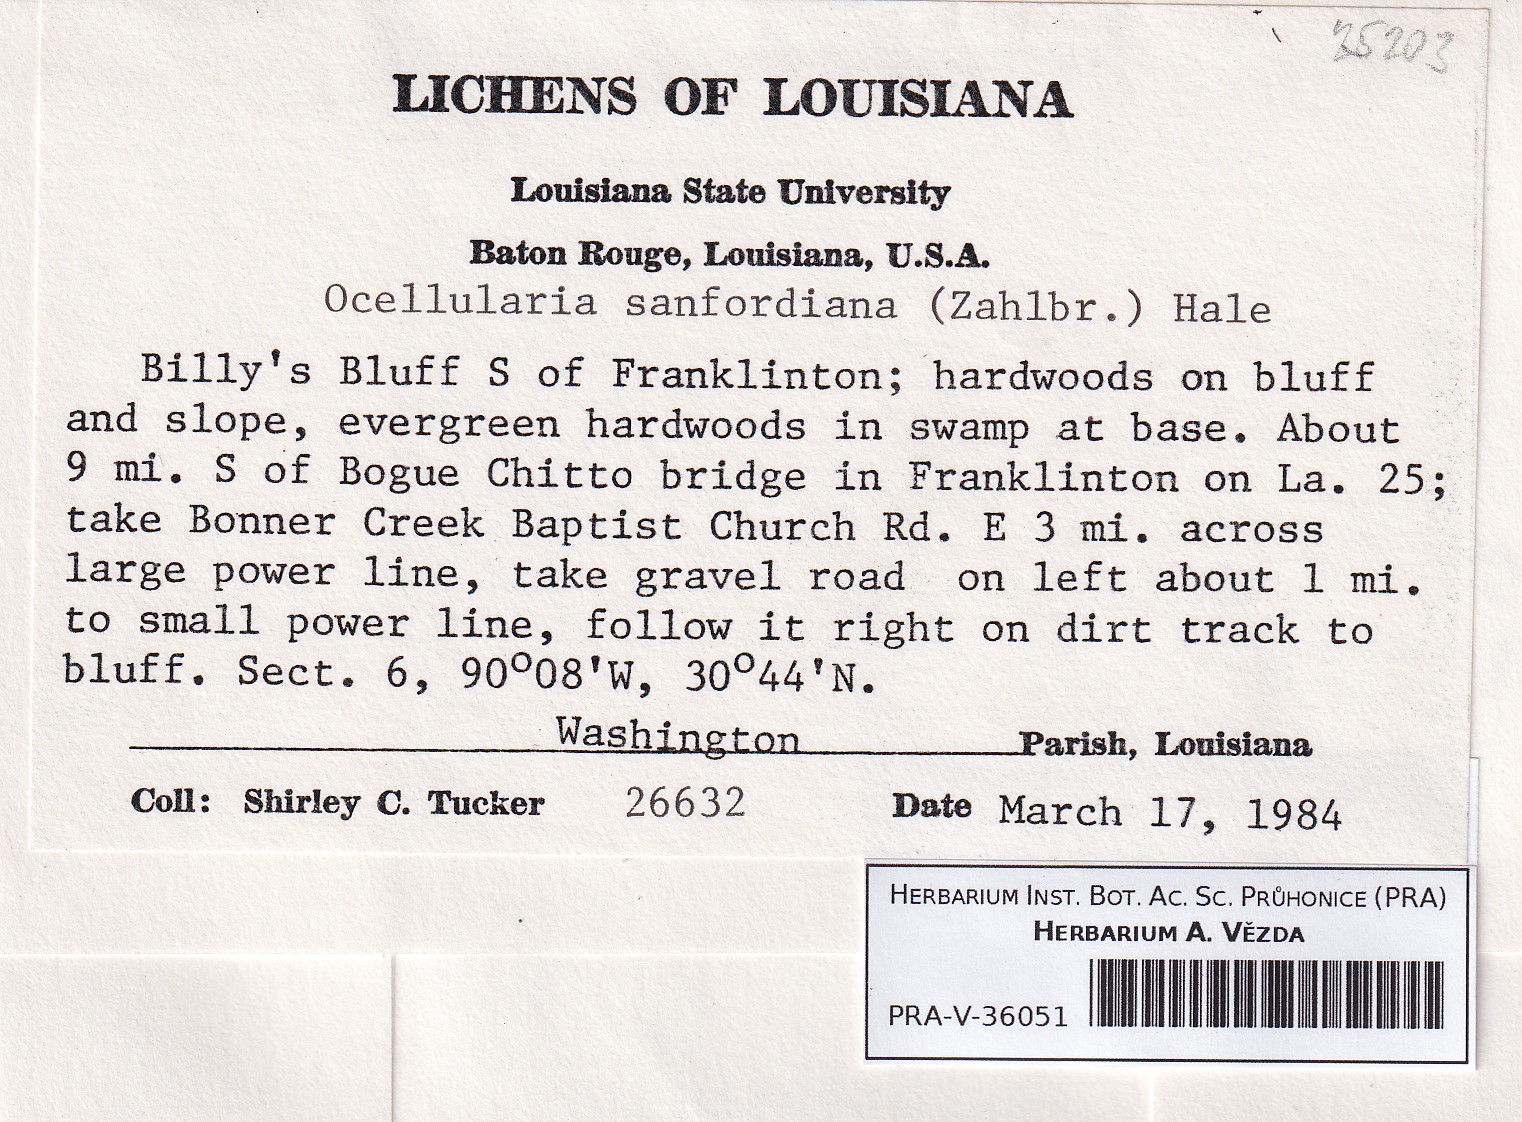 25203
LICHENS OF LOUISIANA
Louisiana State University
Baton Rouge, Louisiana, U.S.A.
Ocellularia sanfordiana (Zahlbr.) Hale
Billy's Bluff S of Franklinton; hardwoods on bluff
and slope, evergreen hardwoods in swamp at base. About
9 mi. S of Bogue Chitto bridge in Franklinton on La. 25;
take Bonner Creek Baptist Church Rd. E 3 mi. across
large power line, take gravel road on left about 1 mi.
to small power line, follow it right on dirt track to
bluff. Sect. 6, 90º08'W, 30º44'N.
Washington Parish, Louisiana
Coll: Shirley C. Tucker 26632 Date March 17, 1984
HERBARIUM INST. BOT. AC. SC. PRŮHONICE (PRA)
HERBARIUM A. VĚZDA
PRA-V-36051